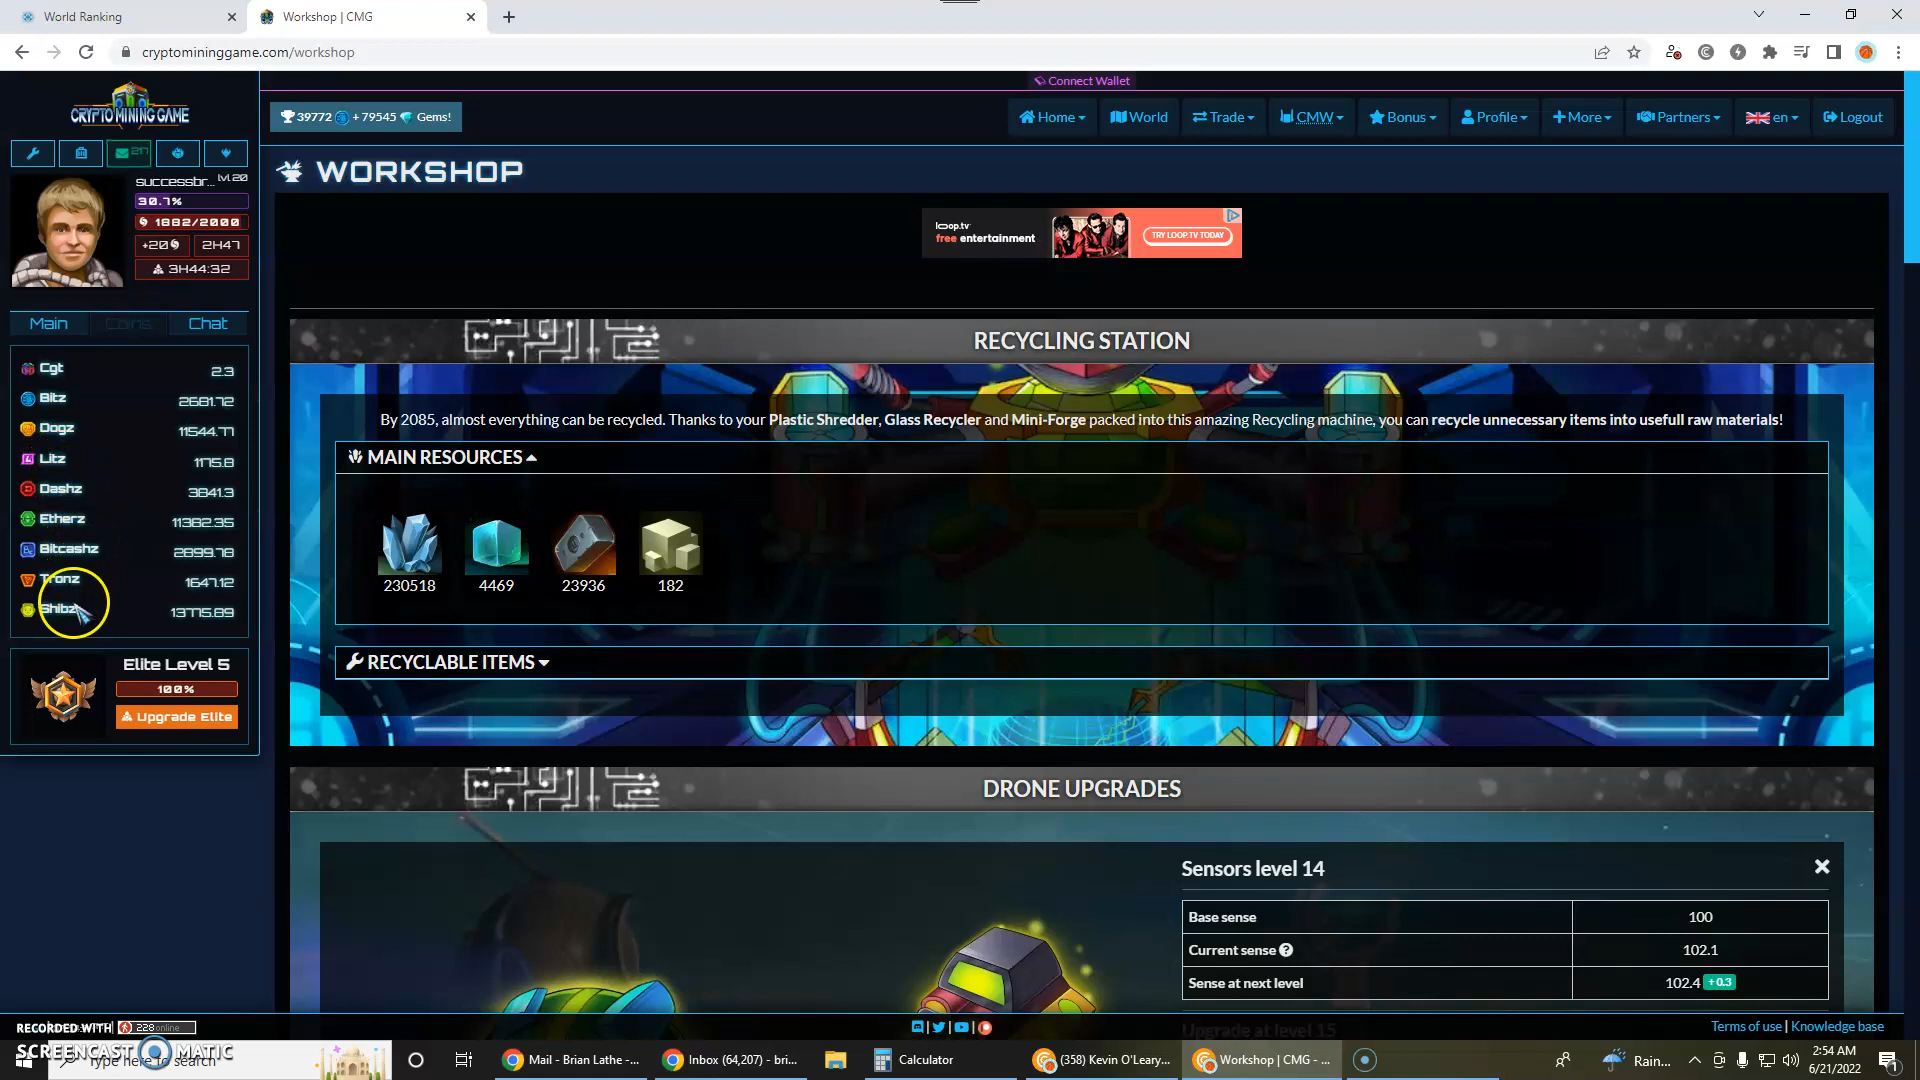 World Ranking
Workshop | CMG
cryptomininggame.com/workshop
Connect Wallet
CRYPTO MINING GAME
39772 + 79545 Gems!
Home
World
Trade
CMW
Bonus
Profile
More
Partners
en
Logout
217
successbr... lvl.20
30.7%
1882/2000
+20
2H47
3H44:32
WORKSHOP
loop.tv
free entertainment
TRY LOOP.TV TODAY
Main
Coins
Chat
Cgt 2.3
Bitz 2681.72
Dogz 11544.77
Litz 1175.8
Dashz 3841.3
Etherz 11382.35
Bitcashz 2899.78
Tronz 1647.12
Shibz 13775.89
Elite Level 5
100%
Upgrade Elite
RECYCLING STATION
By 2085, almost everything can be recycled. Thanks to your Plastic Shredder, Glass Recycler and Mini-Forge packed into this amazing Recycling machine, you can recycle unnecessary items into usefull raw materials!
MAIN RESOURCES
230518
4469
23936
182
RECYCLABLE ITEMS
DRONE UPGRADES
Sensors level 14
Base sense 100
Current sense 102.1
Sense at next level 102.4 +0.3
Upgrade at level 15
RECORDED WITH
228 online
SCREENCAST MATIC
Terms of use | Knowledge base
Type here to search
Mail - Brian Lathe -...
Inbox (64,207) - bri...
Calculator
(358) Kevin O'Leary...
Workshop | CMG - ...
Rain...
2:54 AM
6/21/2022
1